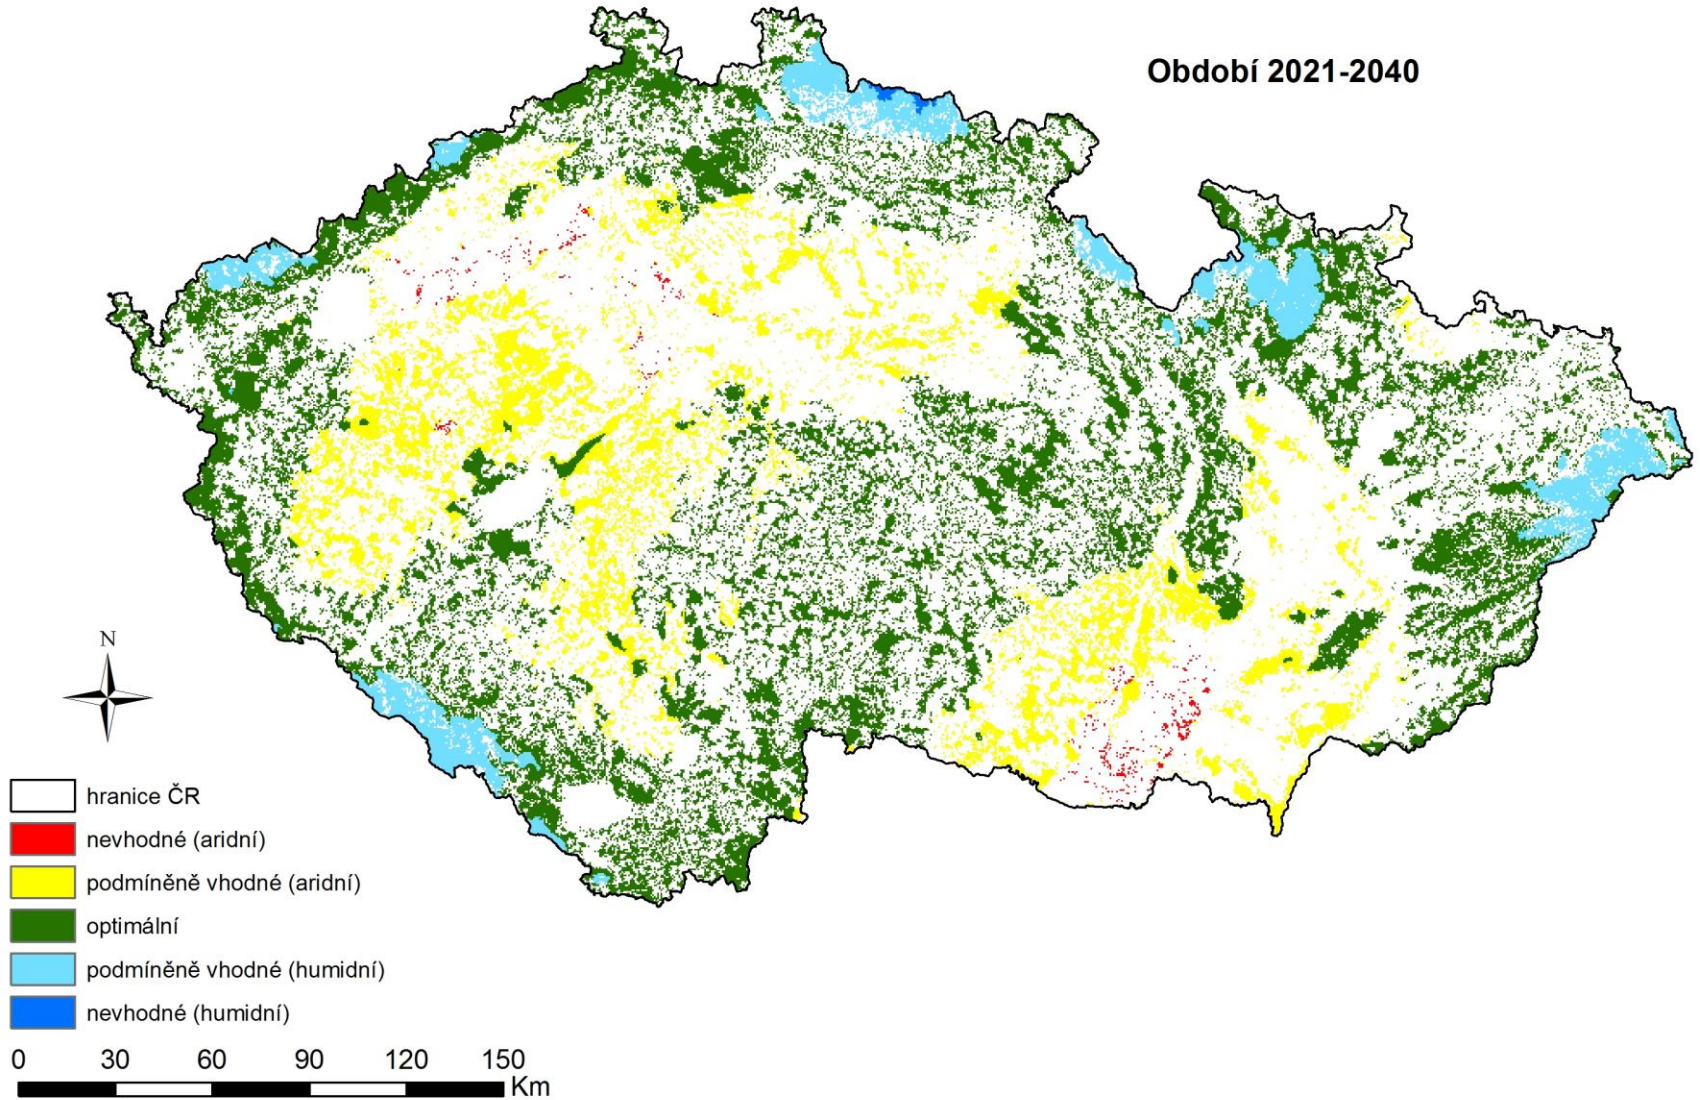 Období 2021-2040
N
hranice ČR
nevhodné (aridní)
podmíněně vhodné (aridní)
optimální
podmíněně vhodné (humidní)
nevhodné (humidní)
0 30 60 90 120 150
Km